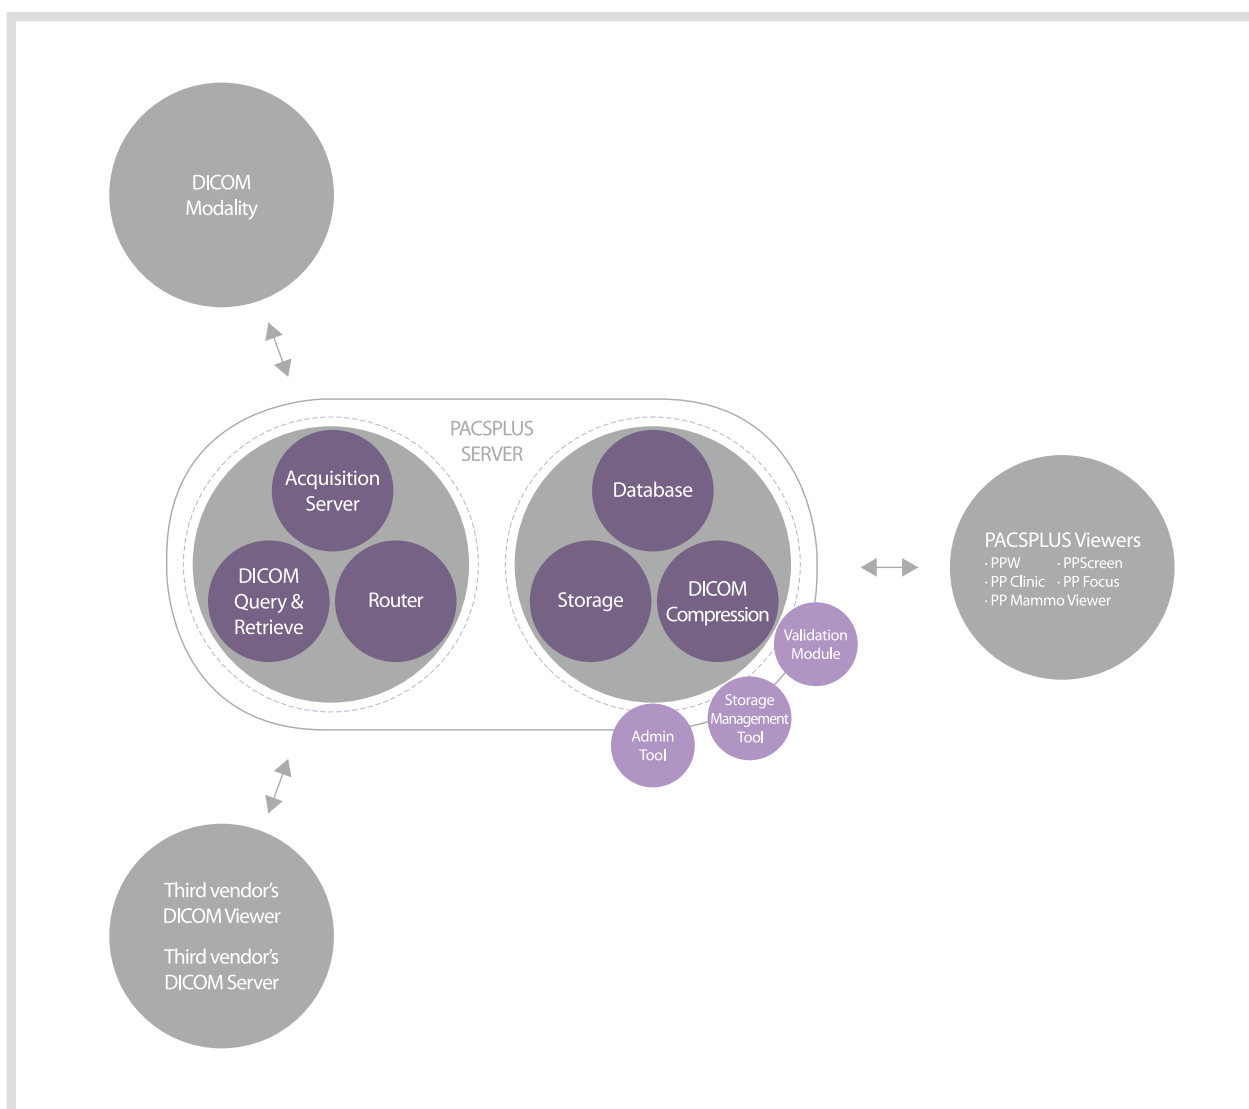 DICOM
Modality
PACSPLUS
SERVER
Acquisition
Server
DICOM
Query &
Retrieve
Router
Database
Storage
DICOM
Compression
Validation
Module
Storage
Management
Tool
Admin
Tool
PACSPLUS Viewers
· PPW · PPScreen
· PP Clinic · PP Focus
· PP Mammo Viewer
Third vendor's
DICOM Viewer
Third vendor's
DICOM Server